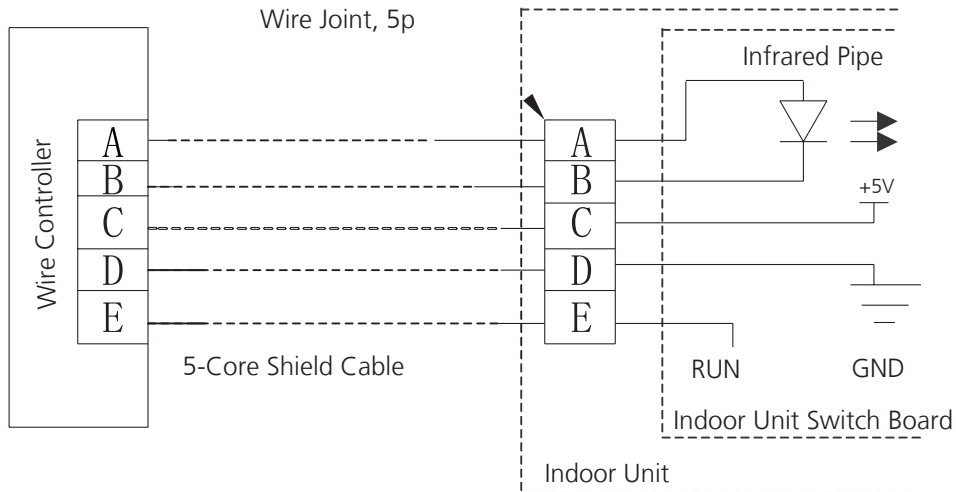 Wire Joint, 5p
Infrared Pipe
Wire Controller
A
B
C
D
E
A
B
C
D
E
+5V
5-Core Shield Cable
RUN
GND
Indoor Unit Switch Board
Indoor Unit